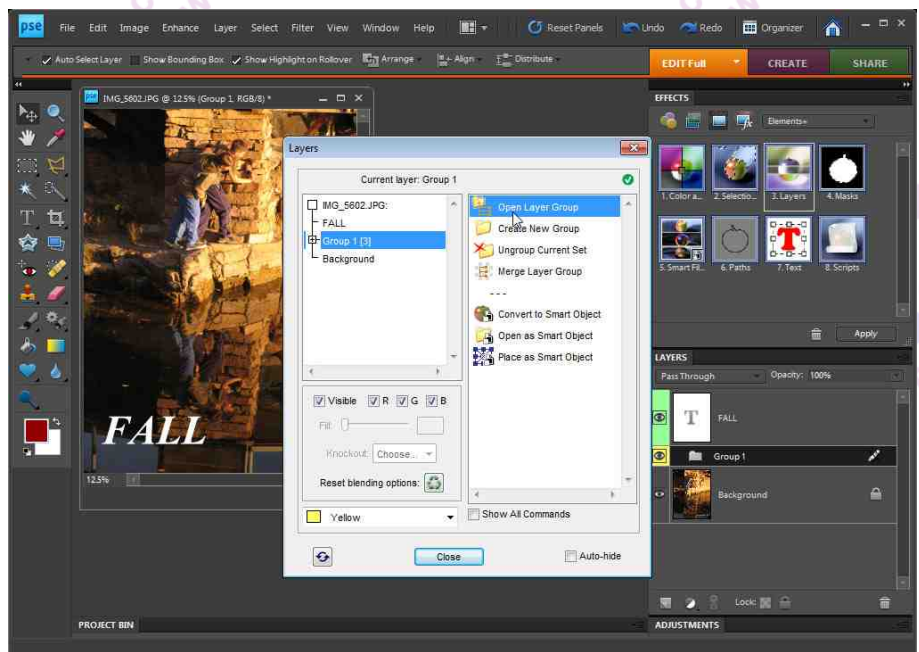 pse File Edit Image Enhance Layer Select Filter View Window Help Reset Panels Undo Redo Organizer
Auto Select Layer Show Bounding Box Show Highlight on Rollover Arrange Align Distribute EDIT Full CREATE SHARE
IMG_5602.JPG @ 12.5% (Group 1, RGB/8) *
EFFECTS
Elements+
1. Color a... 2. Selectio... 3. Layers 4. Masks
5. Smart Fil... 6. Paths 7. Text 8. Scripts
Apply
Layers
Current layer: Group 1
IMG_5602.JPG:
FALL
Group 1 [3]
Background
Open Layer Group
Create New Group
Ungroup Current Set
Merge Layer Group
---
Convert to Smart Object
Open as Smart Object
Place as Smart Object
Visible R G B
Fill:
Knockout: Choose...
Reset blending options:
Yellow
Show All Commands
Close
Auto-hide
FALL
12.5%
LAYERS
Pass Through Opacity: 100%
T FALL
Group 1
Background
Lock:
PROJECT BIN
ADJUSTMENTS